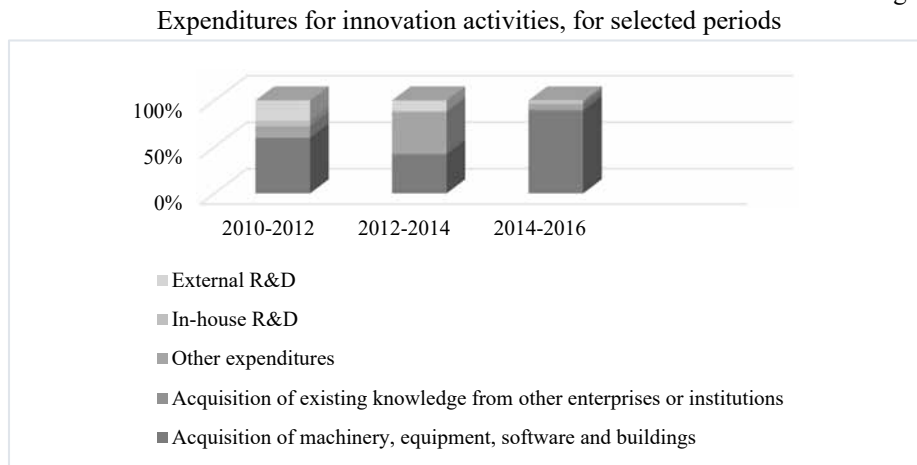 Expenditures for innovation activities, for selected periods
100%
50%
0%
2010-2012 2012-2014 2014-2016
External R&D
In-house R&D
Other expenditures
Acquisition of existing knowledge from other enterprises or institutions
Acquisition of machinery, equipment, software and buildings